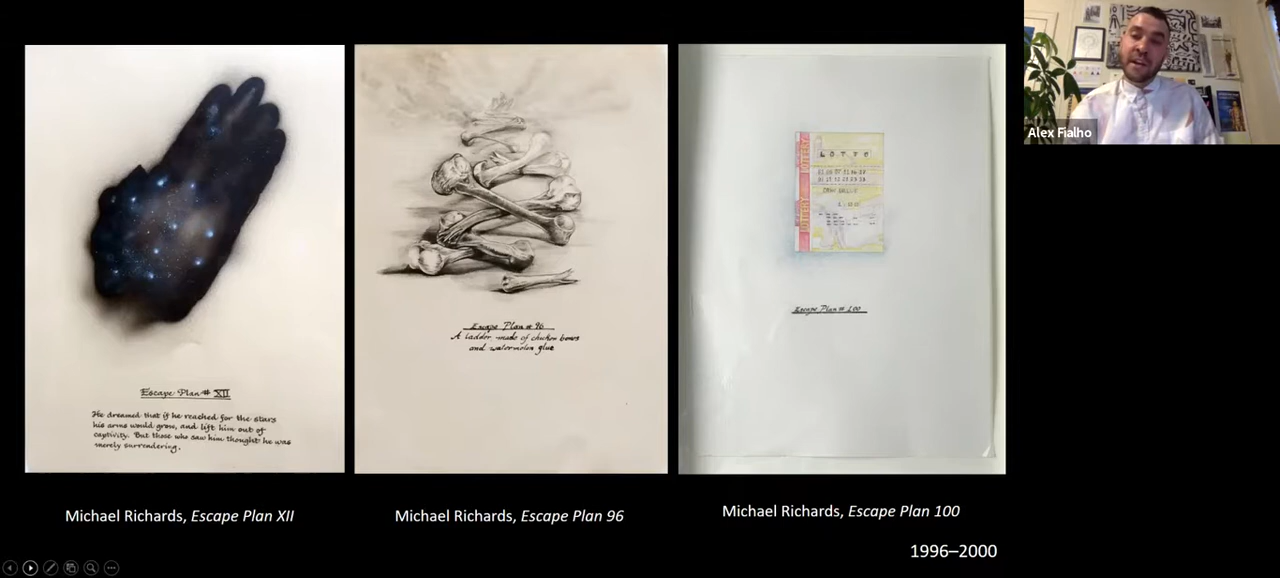 Alex Fialho
LOTTERY
LOTTO
LOTTERY
Escape Plan # XII
He dreamed that if he reached for the stars
his arms would grow, and lift him out of
captivity. But those who saw him thought he was
merely surrendering.
Escape Plan # 96
A ladder made of chicken bones
and watermelon glue
Escape Plan # 100
Michael Richards, Escape Plan XII
Michael Richards, Escape Plan 96
Michael Richards, Escape Plan 100
1996–2000